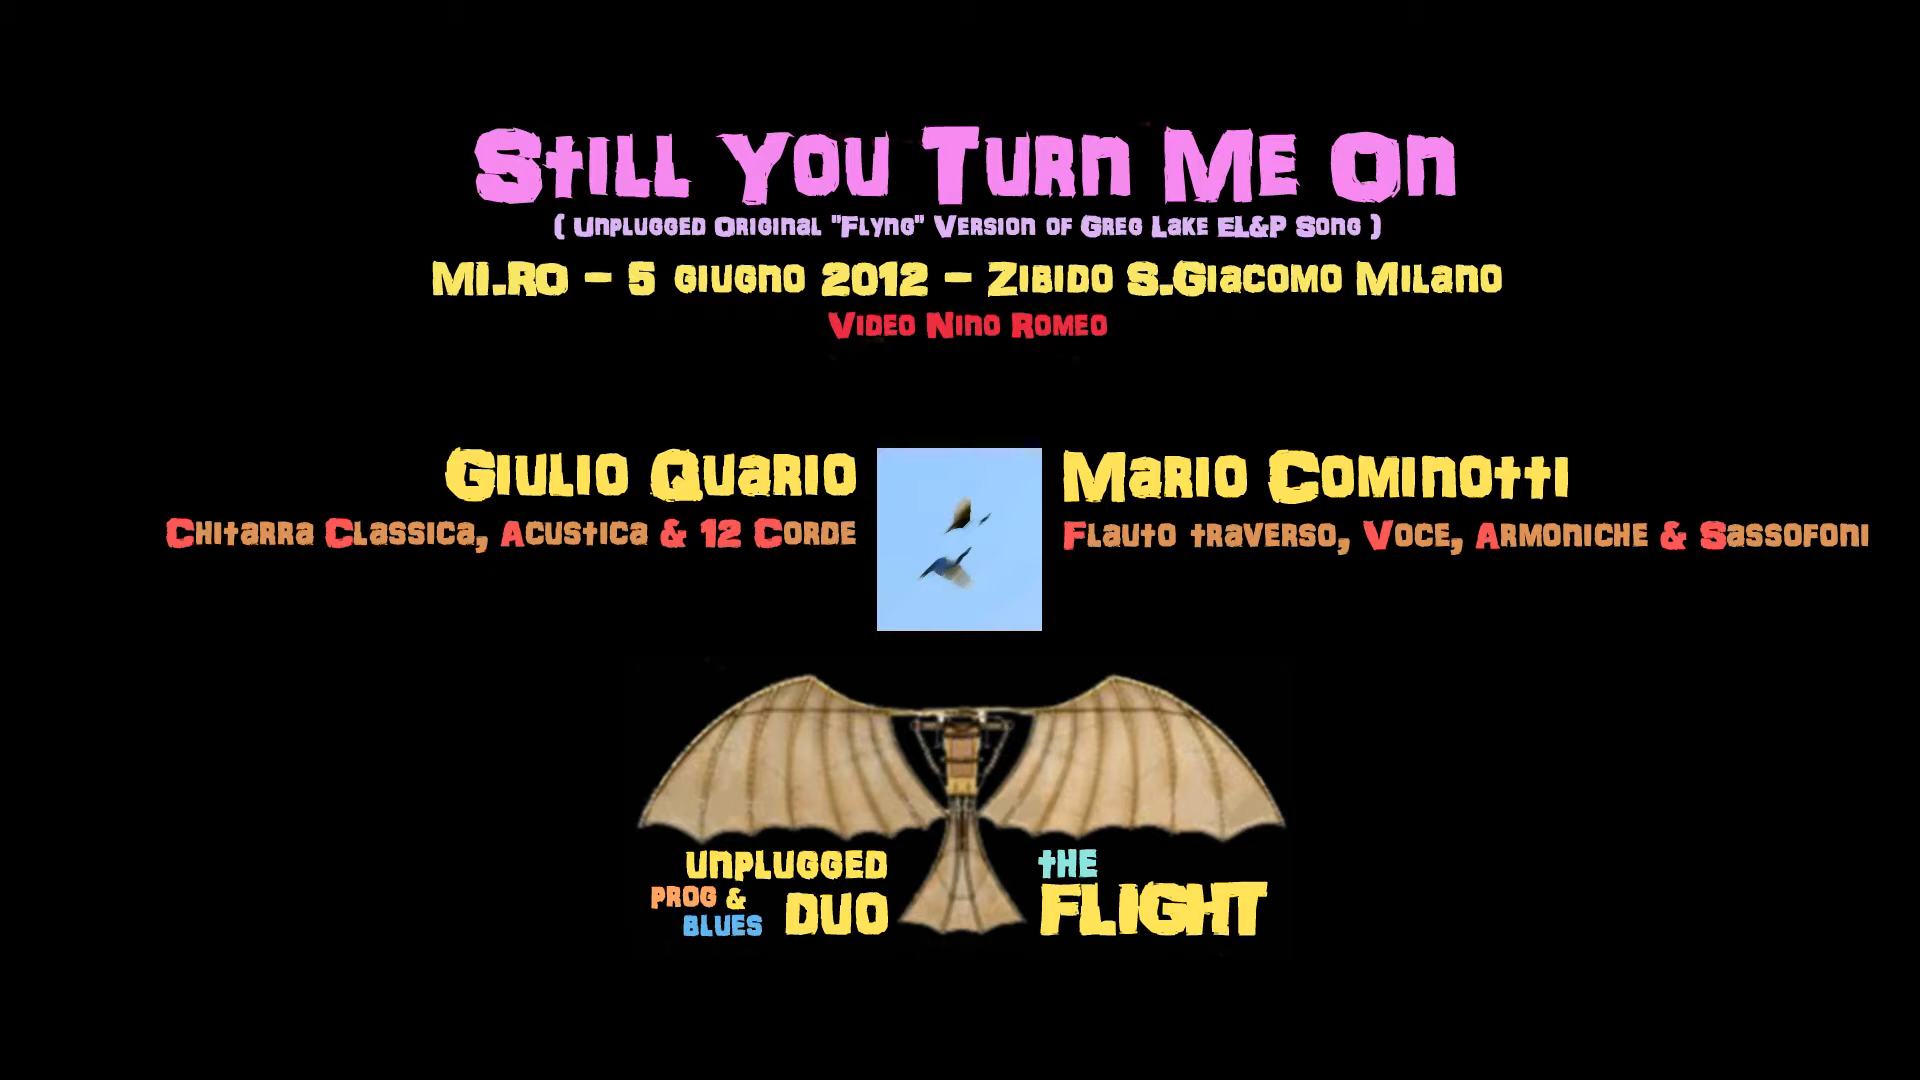 Still You Turn Me On
( Unplugged Original "Flyng" Version of Greg Lake EL&P Song )
MI.RO - 5 giugno 2012 - Zibido S.Giacomo Milano
Video Nino Romeo
Giulio Quario
Chitarra Classica, Acustica & 12 Corde
Mario Cominotti
Flauto traverso, Voce, Armoniche & Sassofoni
UNPLUGGED
PROG &
BLUES
DUO
tHE
FLIGHT